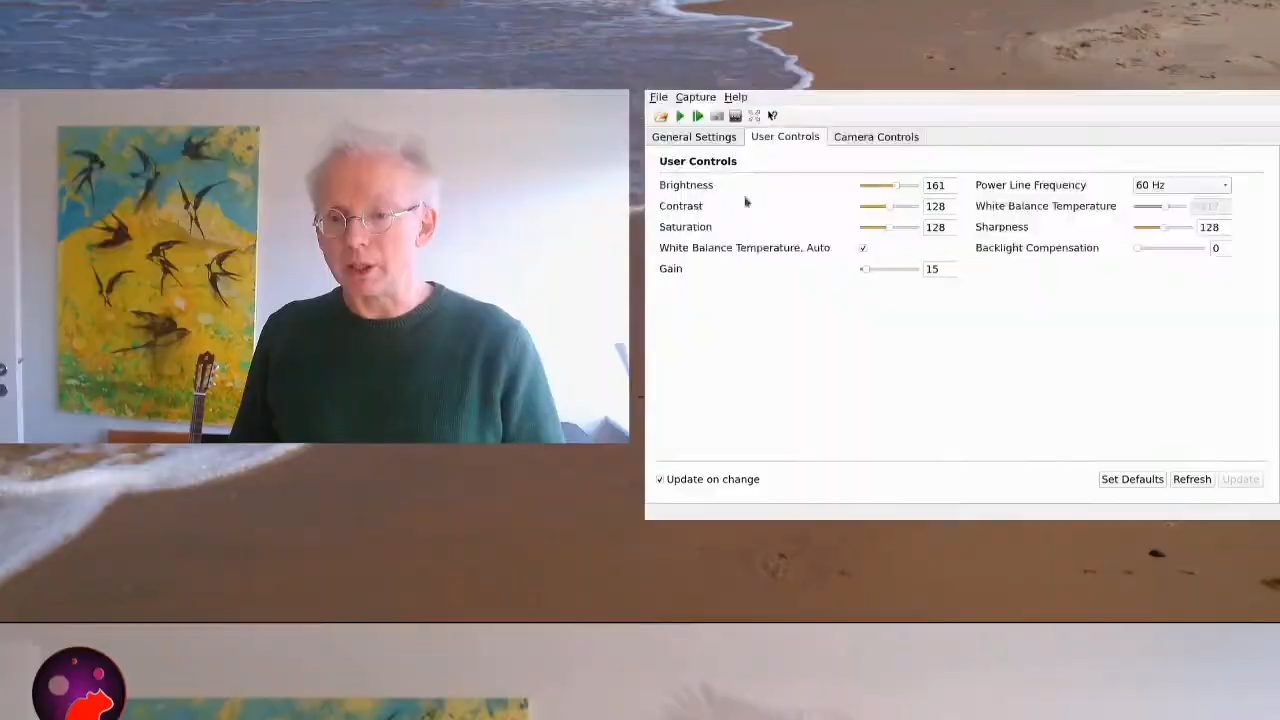 File Capture Help
General Settings User Controls Camera Controls
User Controls
Brightness 161 Power Line Frequency 60 Hz
Contrast 128 White Balance Temperature
Saturation 128 Sharpness 128
White Balance Temperature, Auto Backlight Compensation 0
Gain 15
Update on change Set Defaults Refresh Update